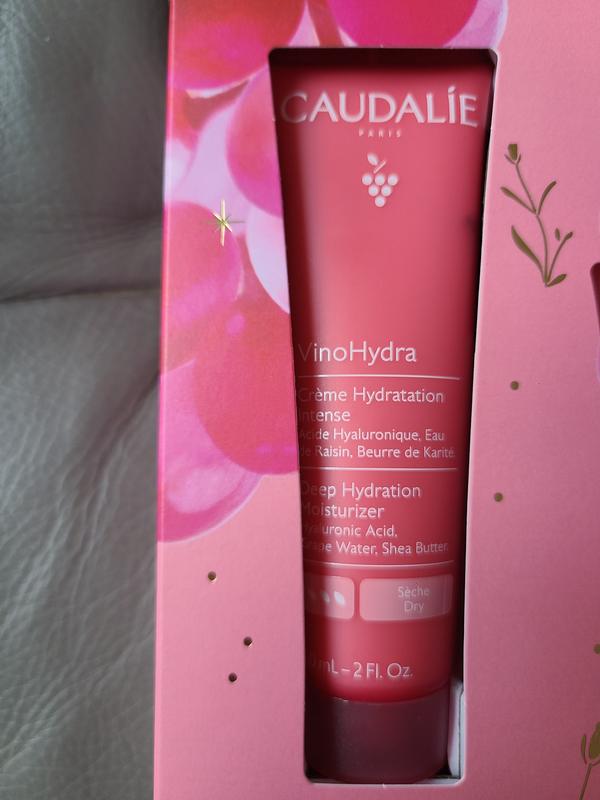 CAUDALÍE
PARIS
VinoHydra
Crème Hydratation
Intense
Acide Hyaluronique, Eau
de Raisin, Beurre de Karité.
Deep Hydration
Moisturizer
Hyaluronic Acid,
Grape Water, Shea Butter.
Sèche
Dry
mL – 2 Fl. Oz.